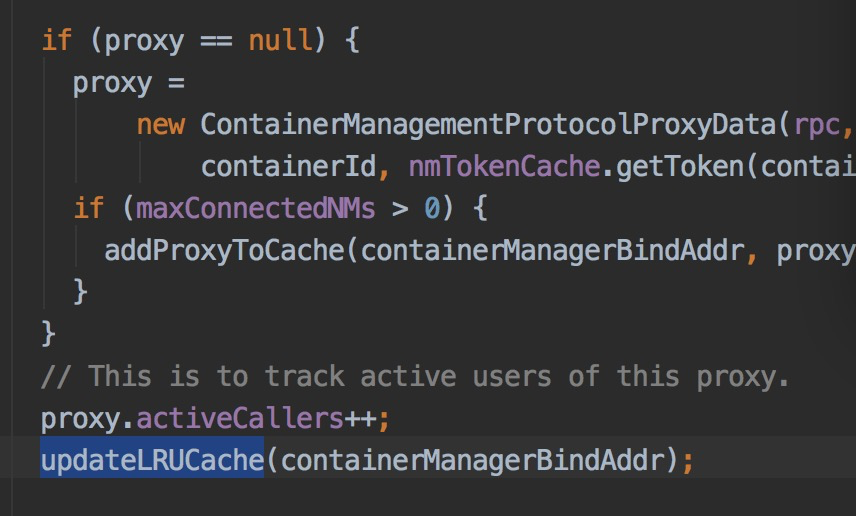 if (proxy == null) {
proxy =
new ContainerManagementProtocolProxyData(rpc,
containerId, nmTokenCache.getToken(contai
if (maxConnectedNMs > 0) {
addProxyToCache(containerManagerBindAddr, proxy
}
}
// This is to track active users of this proxy.
proxy.activeCallers++;
updateLRUCache(containerManagerBindAddr);